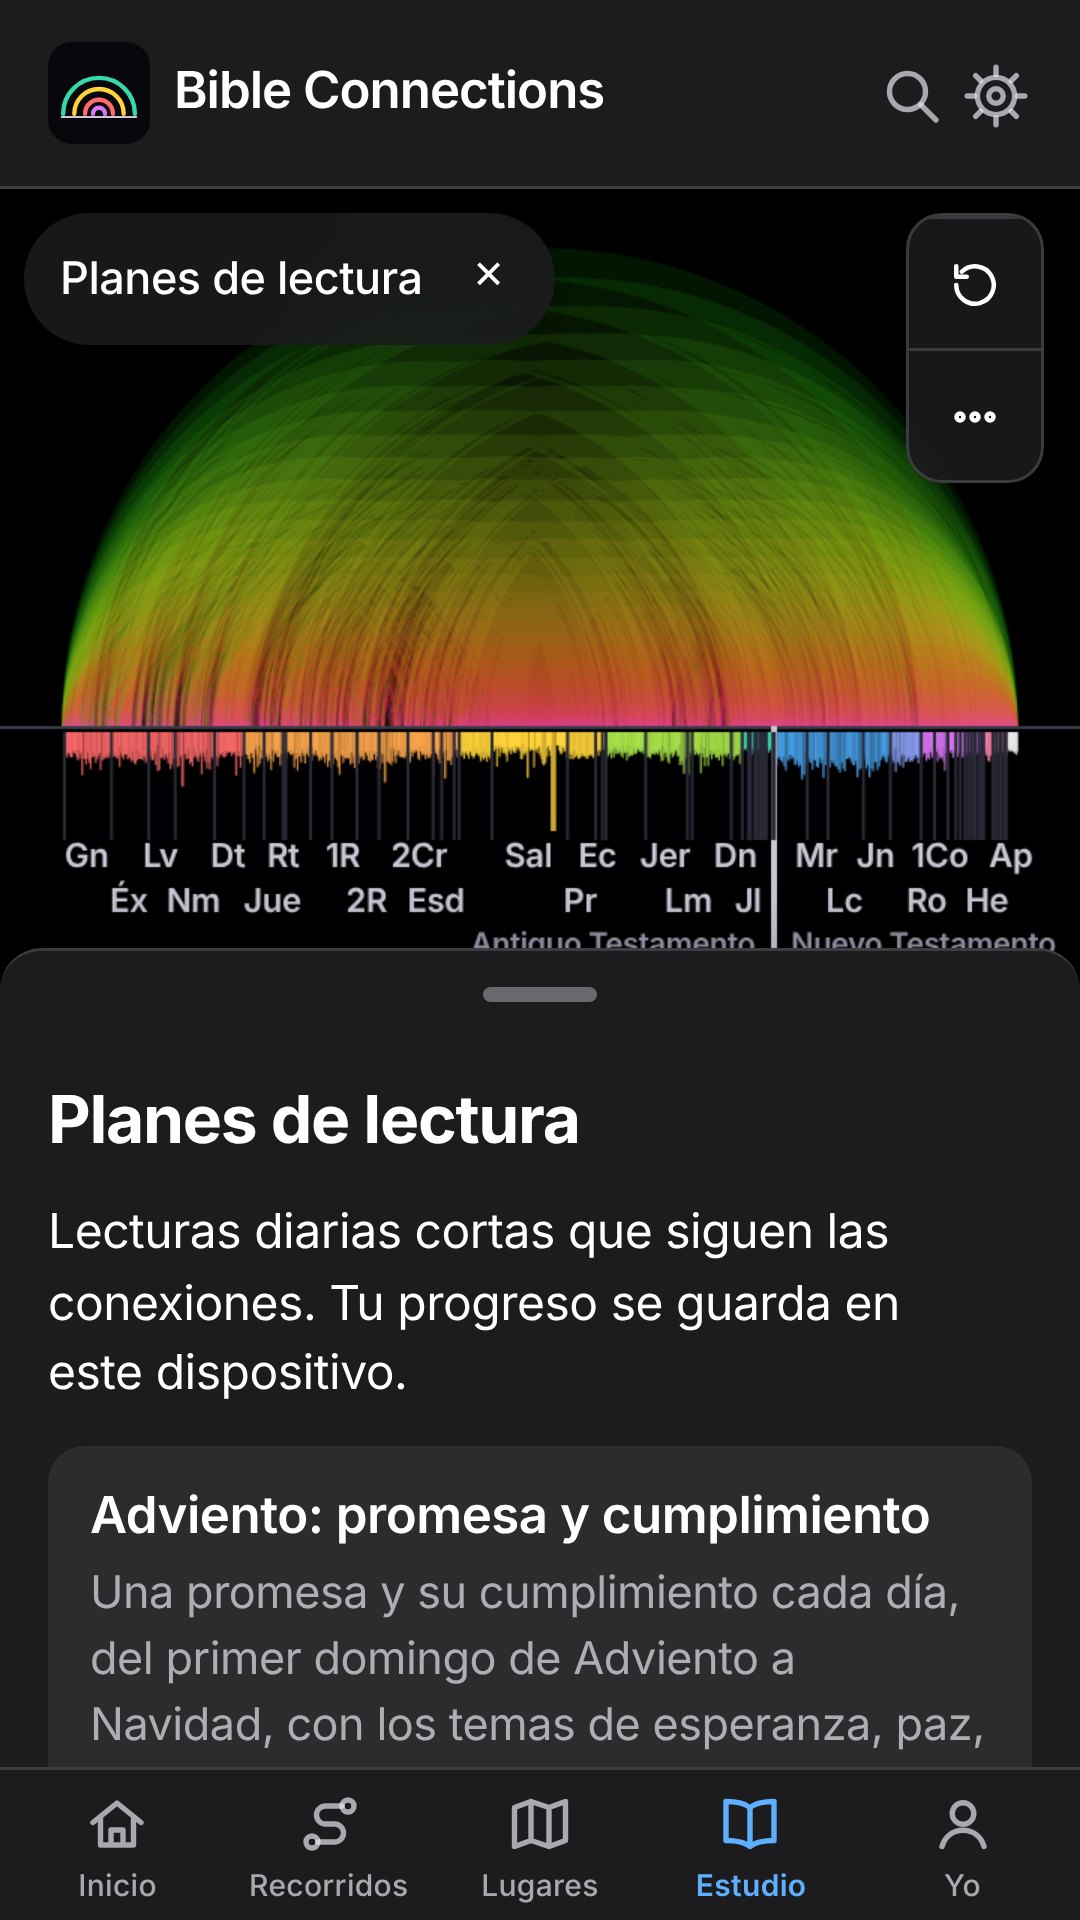 Bible Connections
Planes de lectura ×
Gn Lv Dt Rt 1R 2Cr Sal Ec Jer Dn Mr Jn 1Co Ap
Éx Nm Jue 2R Esd Pr Lm Jl Lc Ro He
Antiguo Testamento Nuevo Testamento
Planes de lectura
Lecturas diarias cortas que siguen las
conexiones. Tu progreso se guarda en
este dispositivo.
Adviento: promesa y cumplimiento
Una promesa y su cumplimiento cada día,
del primer domingo de Adviento a
Navidad, con los temas de esperanza, paz,
Inicio Recorridos Lugares Estudio Yo